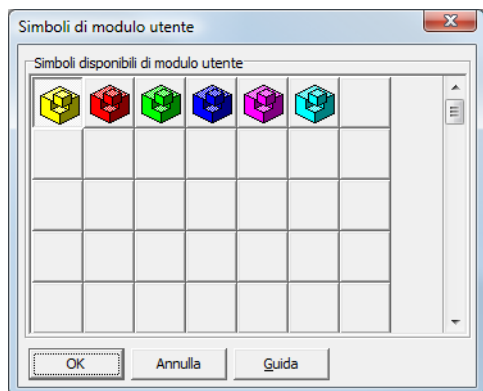 Simboli di modulo utente
Simboli disponibili di modulo utente
OK Annulla Guida